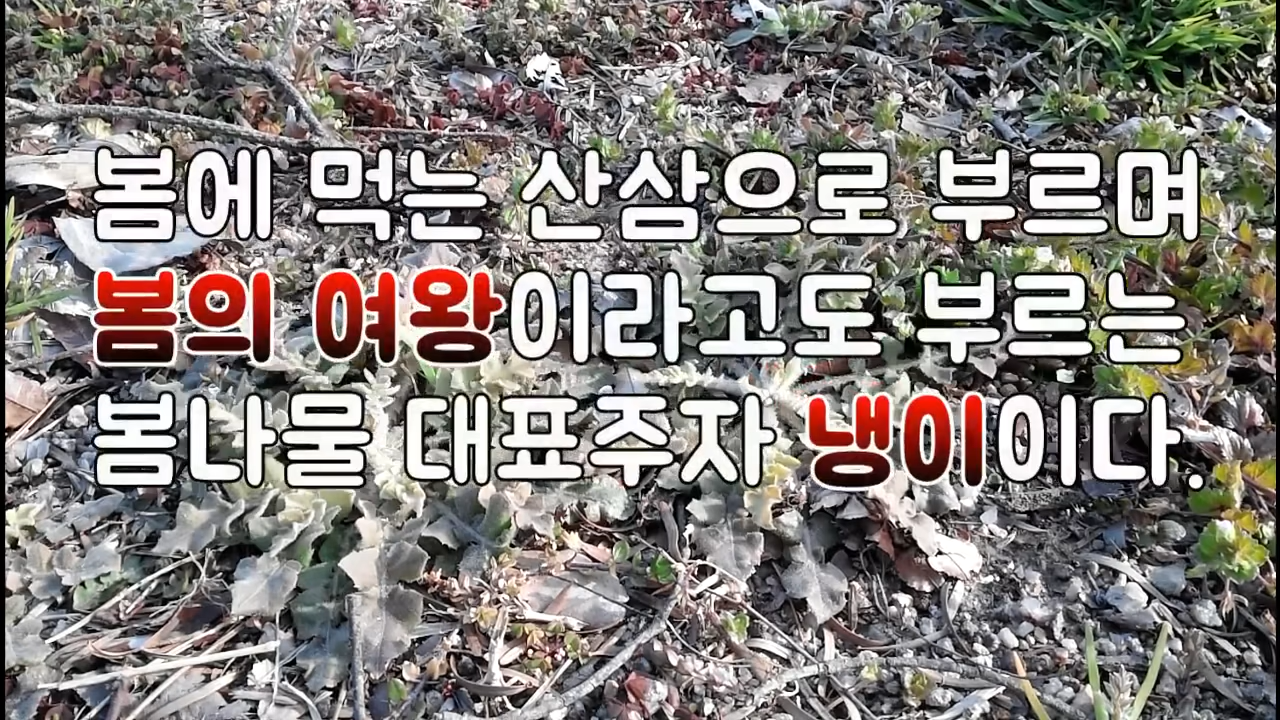 봄에 먹는 산삼으로 부르며
봄의 여왕이라고도 부르는
봄나물 대표주자 냉이이다.